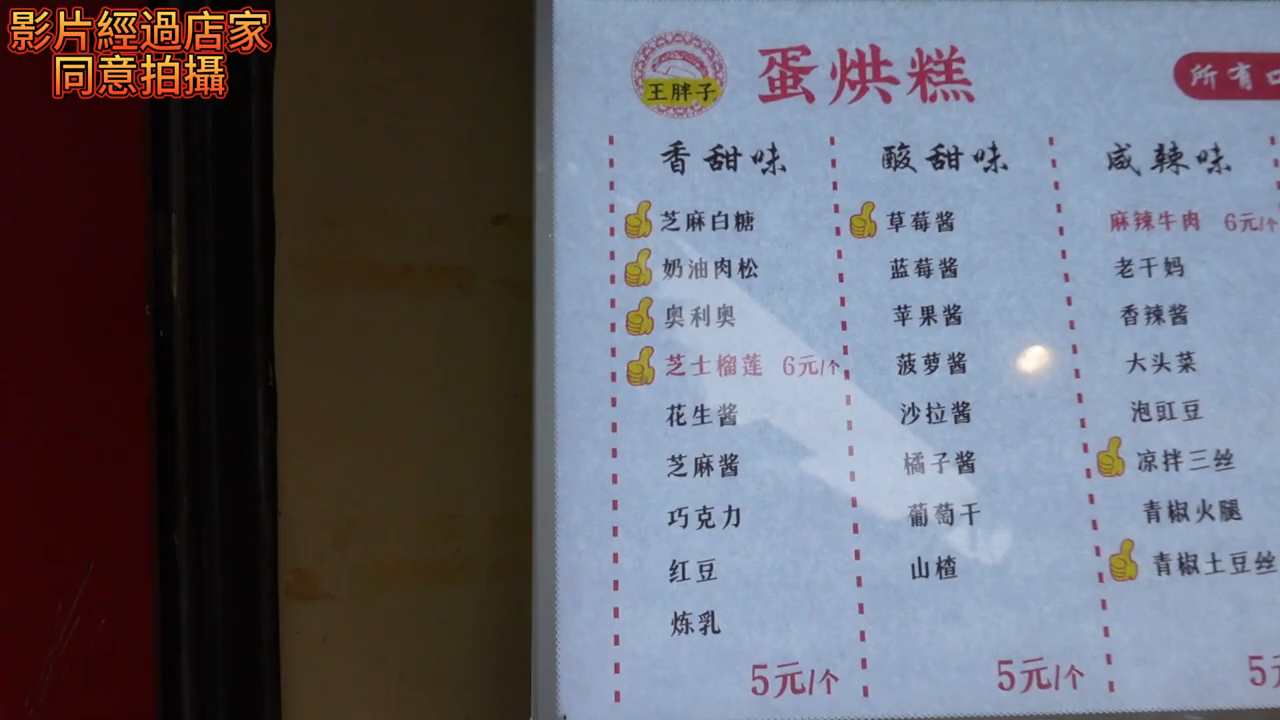 影片經過店家
同意拍攝
王胖子
蛋烘糕
所有口
香甜味
芝麻白糖
奶油肉松
奥利奥
芝士榴莲 6元/个
花生酱
芝麻酱
巧克力
红豆
炼乳
5元/个
酸甜味
草莓酱
蓝莓酱
苹果酱
菠萝酱
沙拉酱
橘子酱
葡萄干
山楂
5元/个
咸辣味
麻辣牛肉 6元/个
老干妈
香辣酱
大头菜
泡豇豆
凉拌三丝
青椒火腿
青椒土豆丝
5元